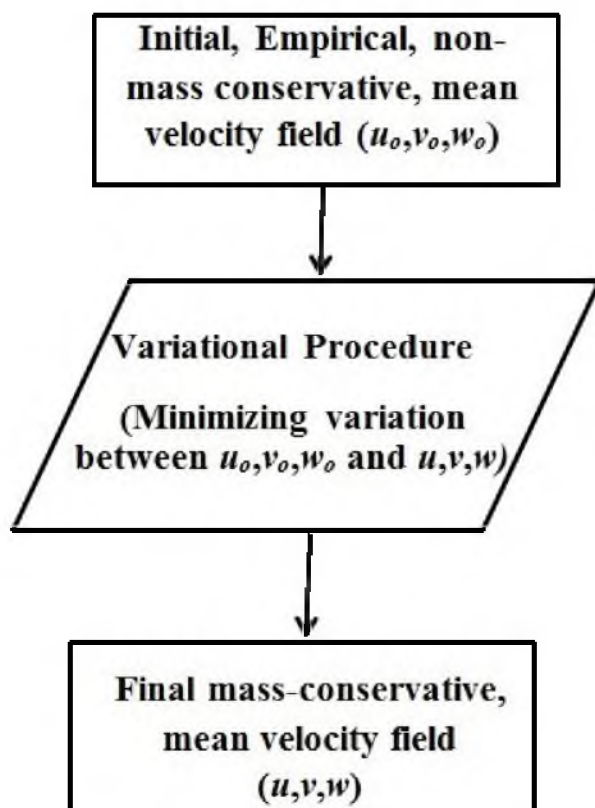 Initial, Empirical, non-
mass conservative, mean
velocity field (uₒ,vₒ,wₒ)
Variational Procedure
(Minimizing variation
between uₒ,vₒ,wₒ and u,v,w)
Final mass-conservative,
mean velocity field
(u,v,w)